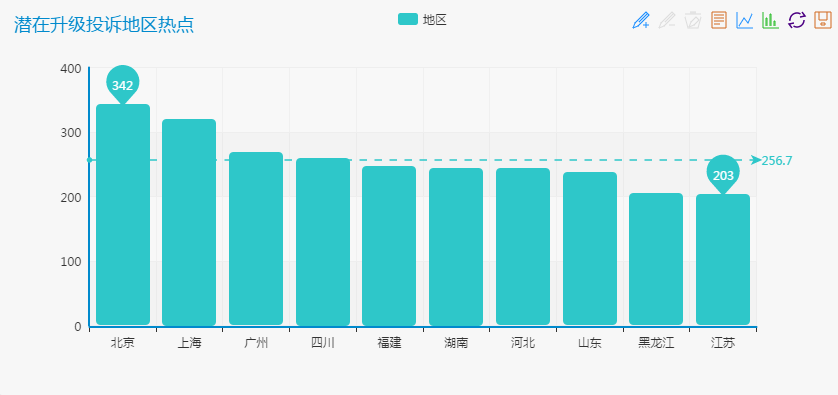 潜在升级投诉地区热点
地区
400
300
200
100
0
342
256.7
203
北京 上海 广州 四川 福建 湖南 河北 山东 黑龙江 江苏